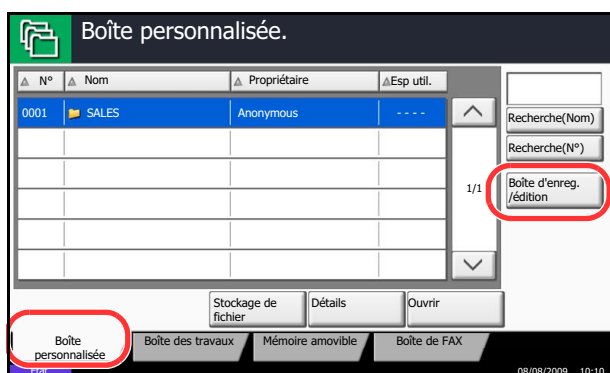 Boîte personnalisée.
N° Nom Propriétaire Esp util.
0001 SALES Anonymous - - - -
Recherche(Nom)
Recherche(N°)
1/1
Boîte d'enreg.
/édition
Stockage de
fichier
Détails
Ouvrir
Boîte
personnalisée
Boîte des travaux
Mémoire amovible
Boîte de FAX
État
08/08/2009 10:10